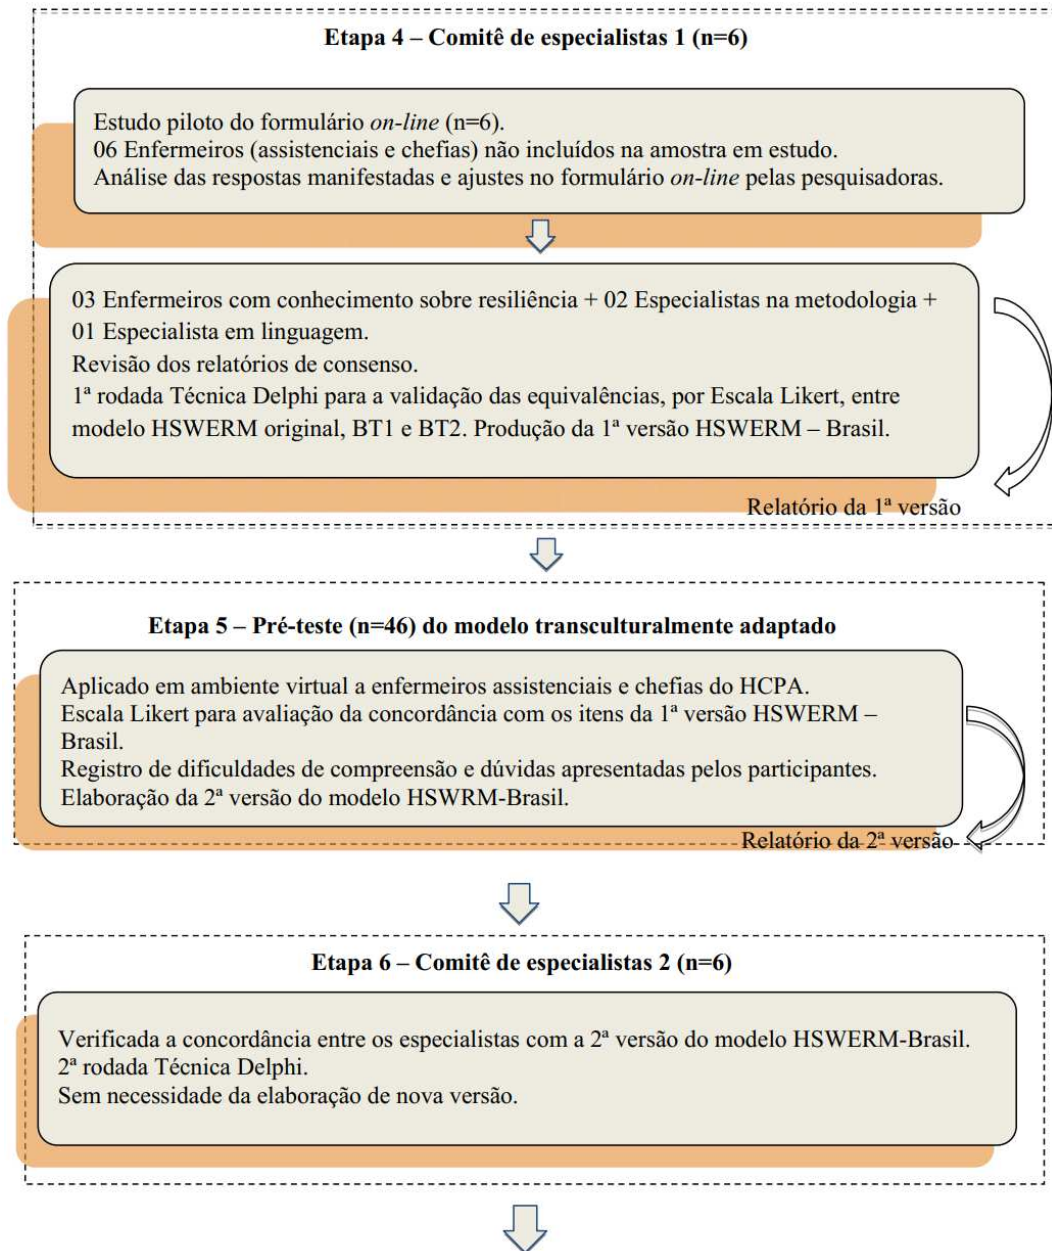 Etapa 4 – Comitê de especialistas 1 (n=6)
Estudo piloto do formulário on-line (n=6).
06 Enfermeiros (assistenciais e chefias) não incluídos na amostra em estudo.
Análise das respostas manifestadas e ajustes no formulário on-line pelas pesquisadoras.
03 Enfermeiros com conhecimento sobre resiliência + 02 Especialistas na metodologia +
01 Especialista em linguagem.
Revisão dos relatórios de consenso.
1ª rodada Técnica Delphi para a validação das equivalências, por Escala Likert, entre
modelo HSWERM original, BT1 e BT2. Produção da 1ª versão HSWERM – Brasil.
Relatório da 1ª versão
Etapa 5 – Pré-teste (n=46) do modelo transculturalmente adaptado
Aplicado em ambiente virtual a enfermeiros assistenciais e chefias do HCPA.
Escala Likert para avaliação da concordância com os itens da 1ª versão HSWERM –
Brasil.
Registro de dificuldades de compreensão e dúvidas apresentadas pelos participantes.
Elaboração da 2ª versão do modelo HSWRM-Brasil.
Relatório da 2ª versão
Etapa 6 – Comitê de especialistas 2 (n=6)
Verificada a concordância entre os especialistas com a 2ª versão do modelo HSWERM-Brasil.
2ª rodada Técnica Delphi.
Sem necessidade da elaboração de nova versão.